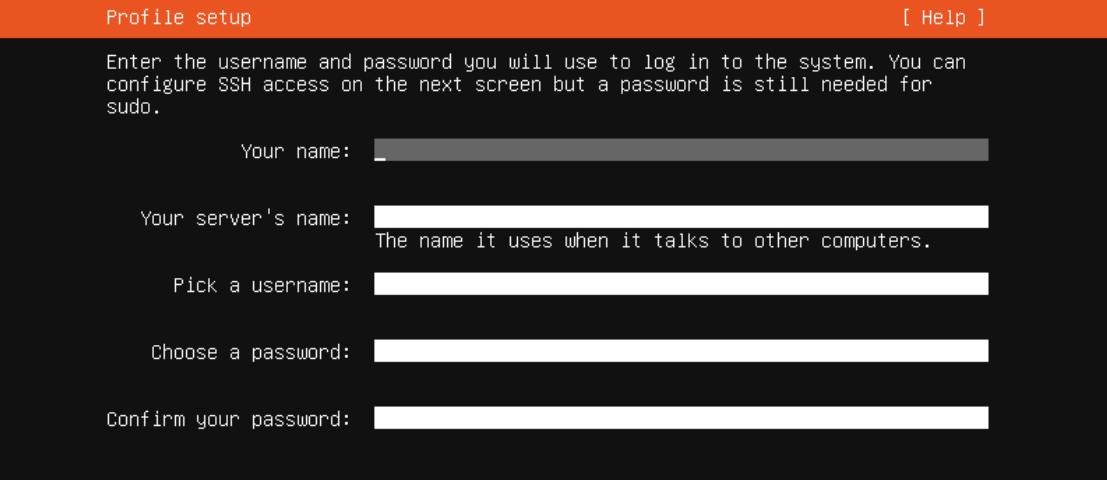 Profile setup [ Help ]
Enter the username and password you will use to log in to the system. You can
configure SSH access on the next screen but a password is still needed for
sudo.
Your name:
Your server's name:
The name it uses when it talks to other computers.
Pick a username:
Choose a password:
Confirm your password: